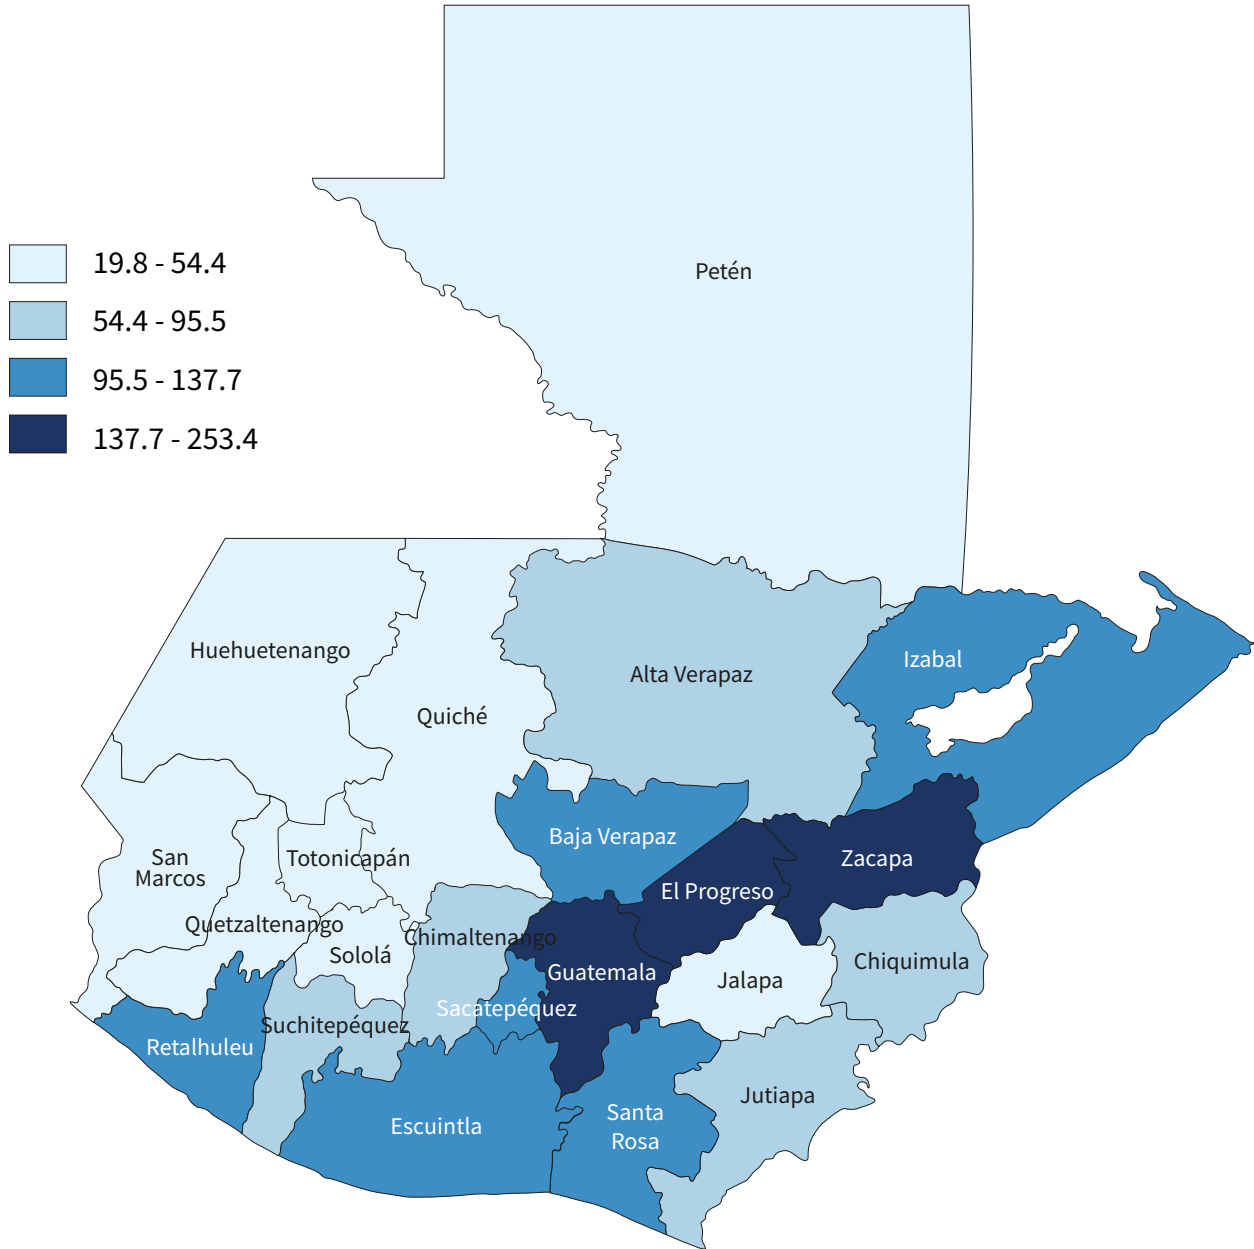 Petén
19.8 - 54.4
54.4 - 95.5
95.5 - 137.7
137.7 - 253.4
Huehuetenango
Izabal
Alta Verapaz
Quiché
Baja Verapaz
San
Marcos
Totonicapán
Zacapa
El Progreso
Quetzaltenango
Chimaltenango
Sololá
Guatemala
Chiquimula
Jalapa
Sacatepéquez
Suchitepéquez
Retalhuleu
Jutiapa
Santa
Rosa
Escuintla